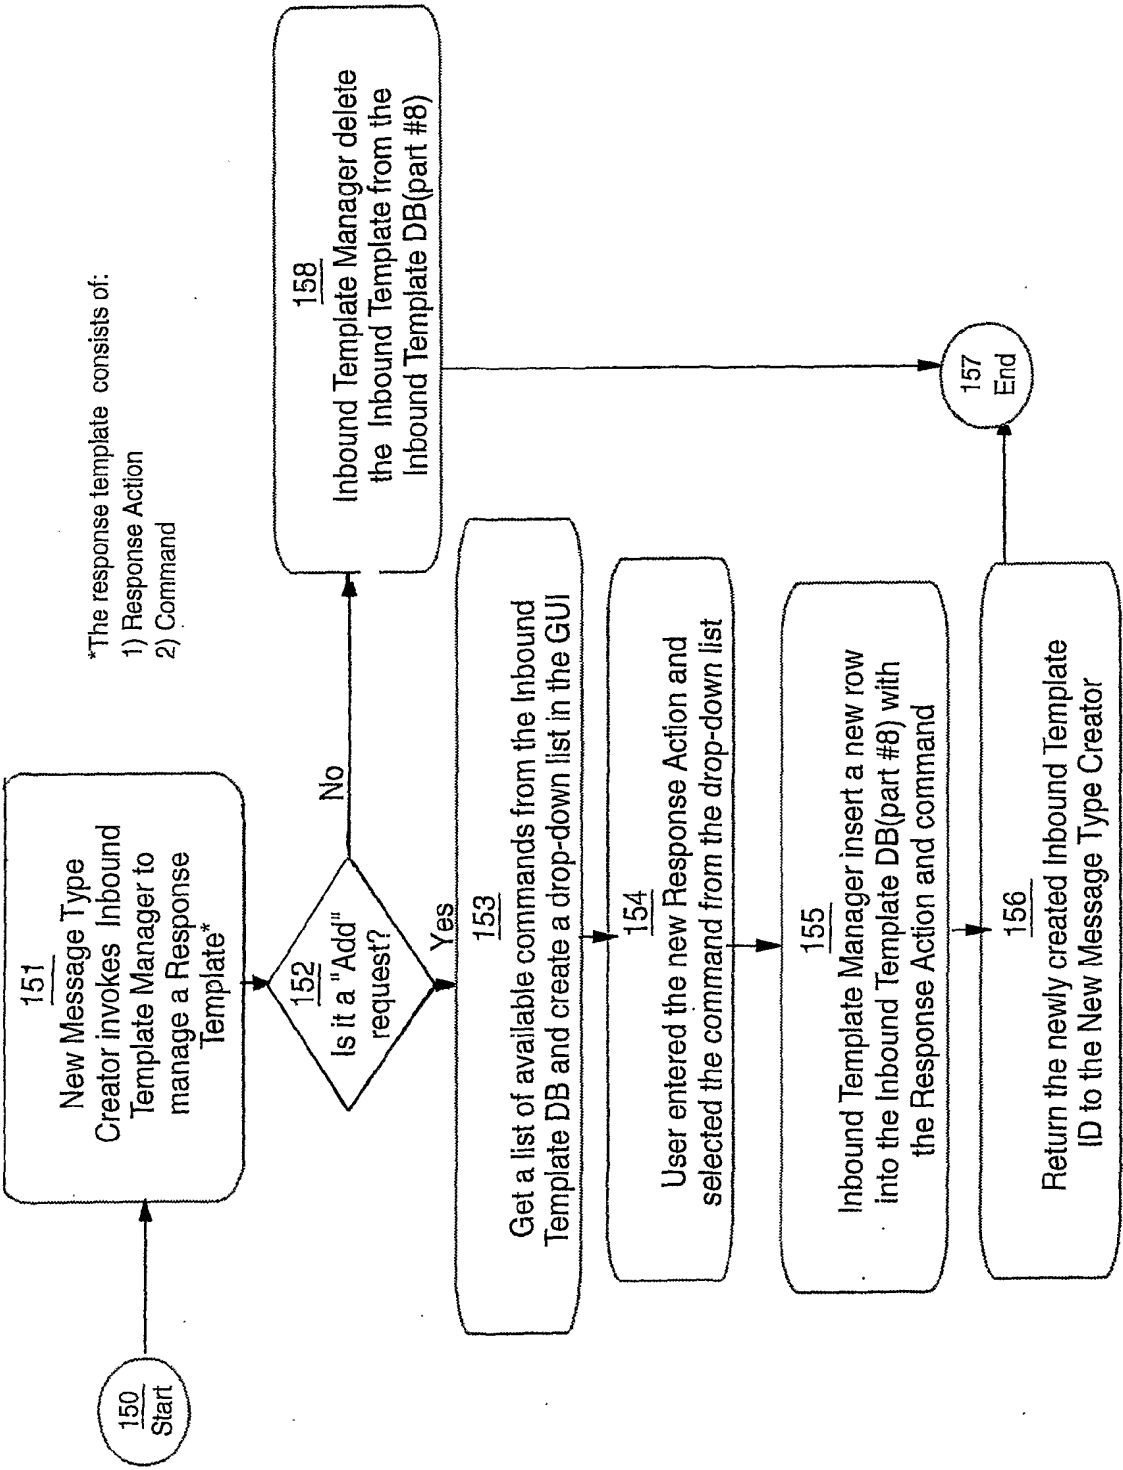 150
Start
151
New Message Type
Creator invokes Inbound
Template Manager to
manage a Response
Template*
*The response template consists of:
1) Response Action
2) Command
152
Is it a "Add"
request?
No
Yes
158
Inbound Template Manager delete
the Inbound Template from the
Inbound Template DB(part #8)
153
Get a list of available commands from the Inbound
Template DB and create a drop-down list in the GUI
154
User entered the new Response Action and
selected the command from the drop-down list
155
Inbound Template Manager insert a new row
into the Inbound Template DB(part #8) with
the Response Action and command
156
Return the newly created Inbound Template
ID to the New Message Type Creator
157
End